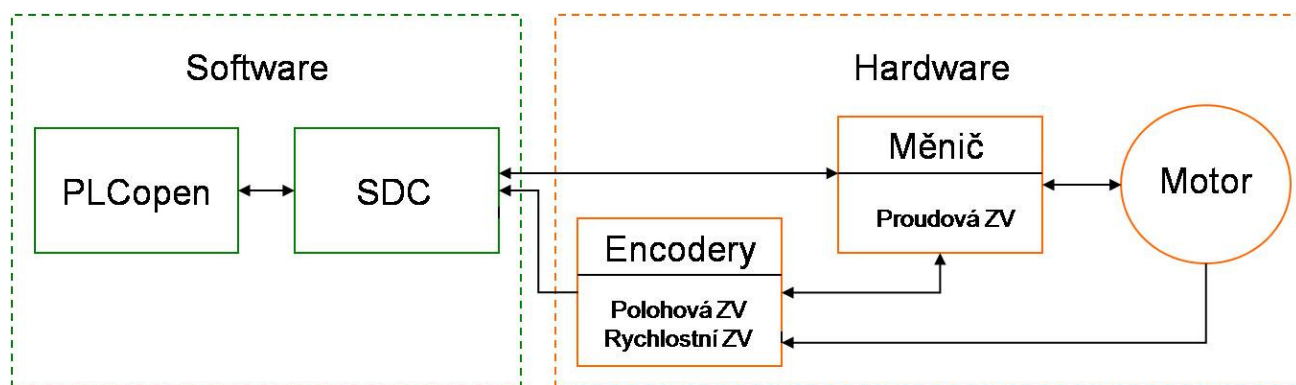 Software
Hardware
PLCopen
SDC
Měnič
Proudová ZV
Motor
Encodery
Polohová ZV
Rychlostní ZV